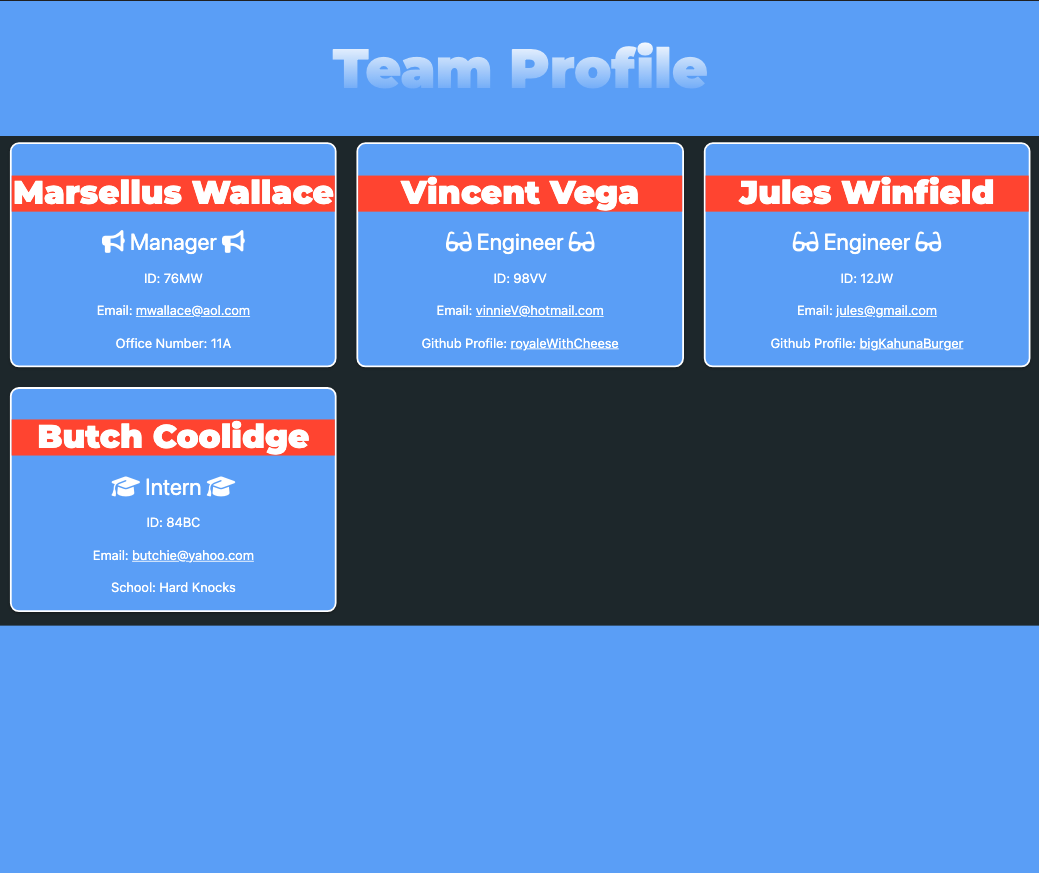 Team Profile
Marsellus Wallace
Manager
ID: 76MW
Email: mwallace@aol.com
Office Number: 11A
Vincent Vega
Engineer
ID: 98VV
Email: vinnieV@hotmail.com
Github Profile: royaleWithCheese
Jules Winfield
Engineer
ID: 12JW
Email: jules@gmail.com
Github Profile: bigKahunaBurger
Butch Coolidge
Intern
ID: 84BC
Email: butchie@yahoo.com
School: Hard Knocks